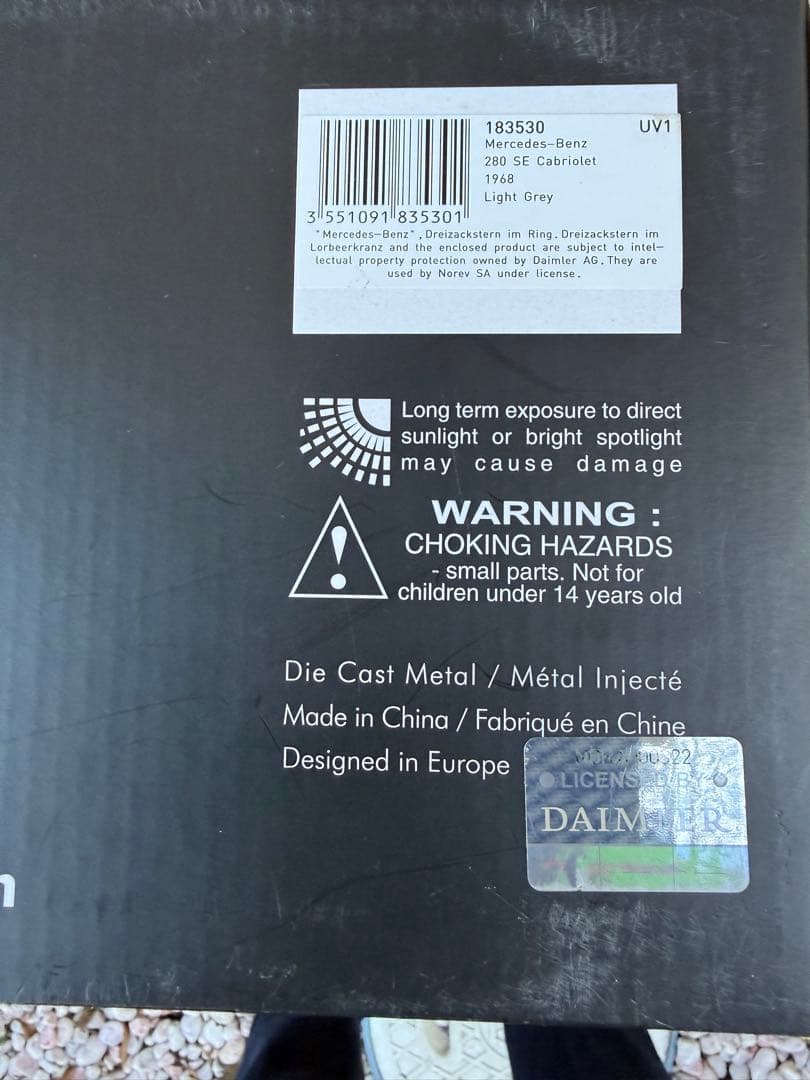 183530 UV1
Mercedes-Benz
280 SE Cabriolet
1968
Light Grey
3 551091 835301
"Mercedes-Benz", Dreizackstern im Ring, Dreizackstern im
Lorbeerkranz and the enclosed product are subject to intel-
lectual property protection owned by Daimler AG. They are
used by Norev SA under license.
Long term exposure to direct
sunlight or bright spotlight
may cause damage
WARNING :
CHOKING HAZARDS
- small parts. Not for
children under 14 years old
Die Cast Metal / Métal Injecté
Made in China / Fabriqué en Chine
Designed in Europe
LICENSED BY
DAIMLER